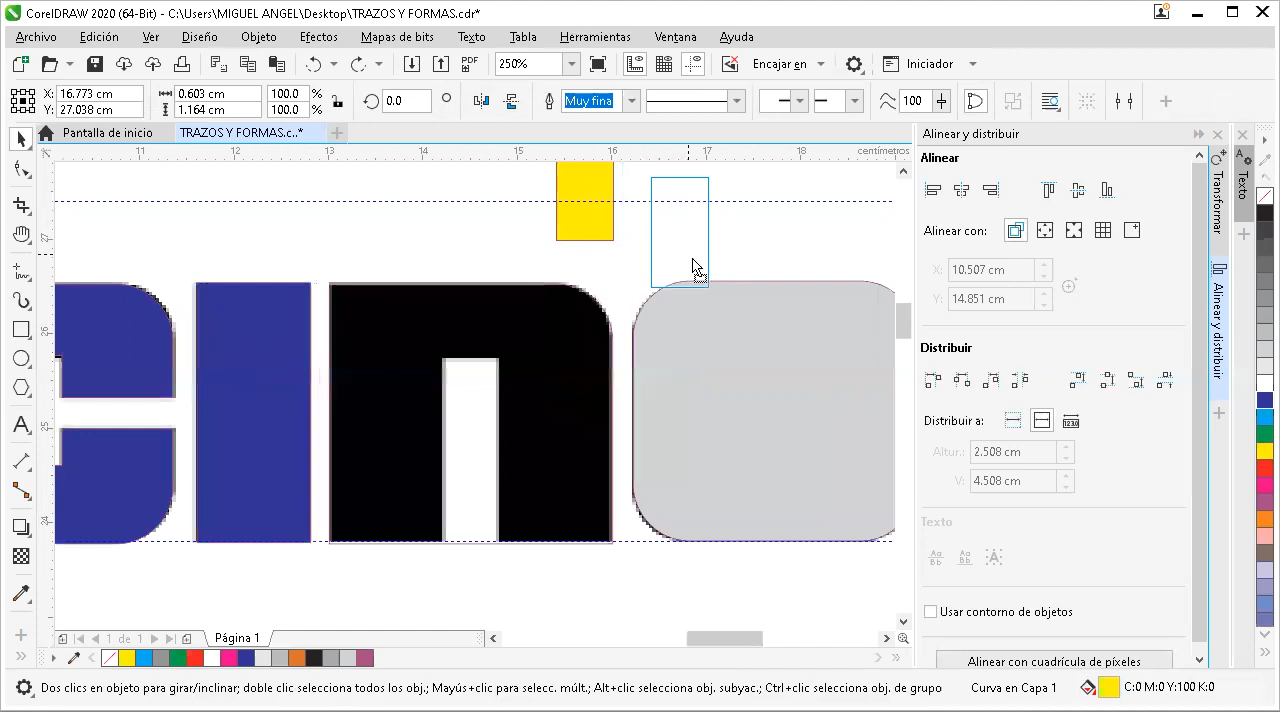 CorelDRAW 2020 (64-Bit) - C:\Users\MIGUEL ANGEL\Desktop\TRAZOS Y FORMAS.cdr*
Archivo Edición Ver Diseño Objeto Efectos Mapas de bits Texto Tabla Herramientas Ventana Ayuda
PDF 250% Encajar en Iniciador
X: 16.773 cm 0.603 cm 100.0 % 0.0 Muy fina 100
Y: 27.038 cm 1.164 cm 100.0 %
Pantalla de inicio TRAZOS Y FORMAS.c..* Alinear y distribuir
11 12 13 14 15 16 17 18 centímetros
Alinear
Texto
Transformar
Alinear con:
27
X: 10.507 cm
Y: 14.851 cm
Alinear y distribuir
26
cino
Distribuir
Distribuir a:
25
Altur.: 2.508 cm
V: 4.508 cm
24
Texto
Usar contorno de objetos
1 de 1 Página 1
Alinear con cuadrícula de píxeles
Dos clics en objeto para girar/inclinar; doble clic selecciona todos los obj.; Mayús+clic para selecc. múlt.; Alt+clic selecciona obj. subyac.; Ctrl+clic selecciona obj. de grupo Curva en Capa 1 C:0 M:0 Y:100 K:0